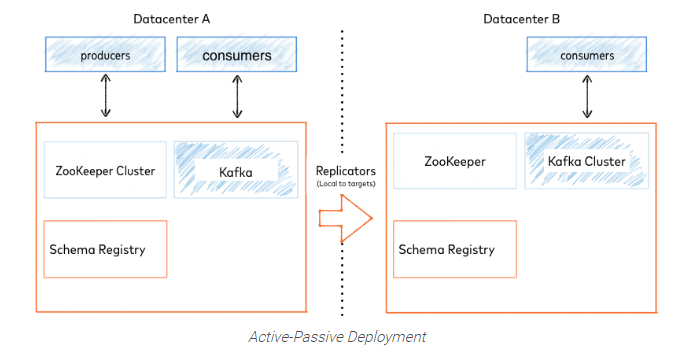 Datacenter A
Datacenter B
producers
consumers
consumers
ZooKeeper Cluster
Kafka
Schema Registry
Replicators
(Local to targets)
ZooKeeper
Kafka Cluster
Schema Registry
Active-Passive Deployment